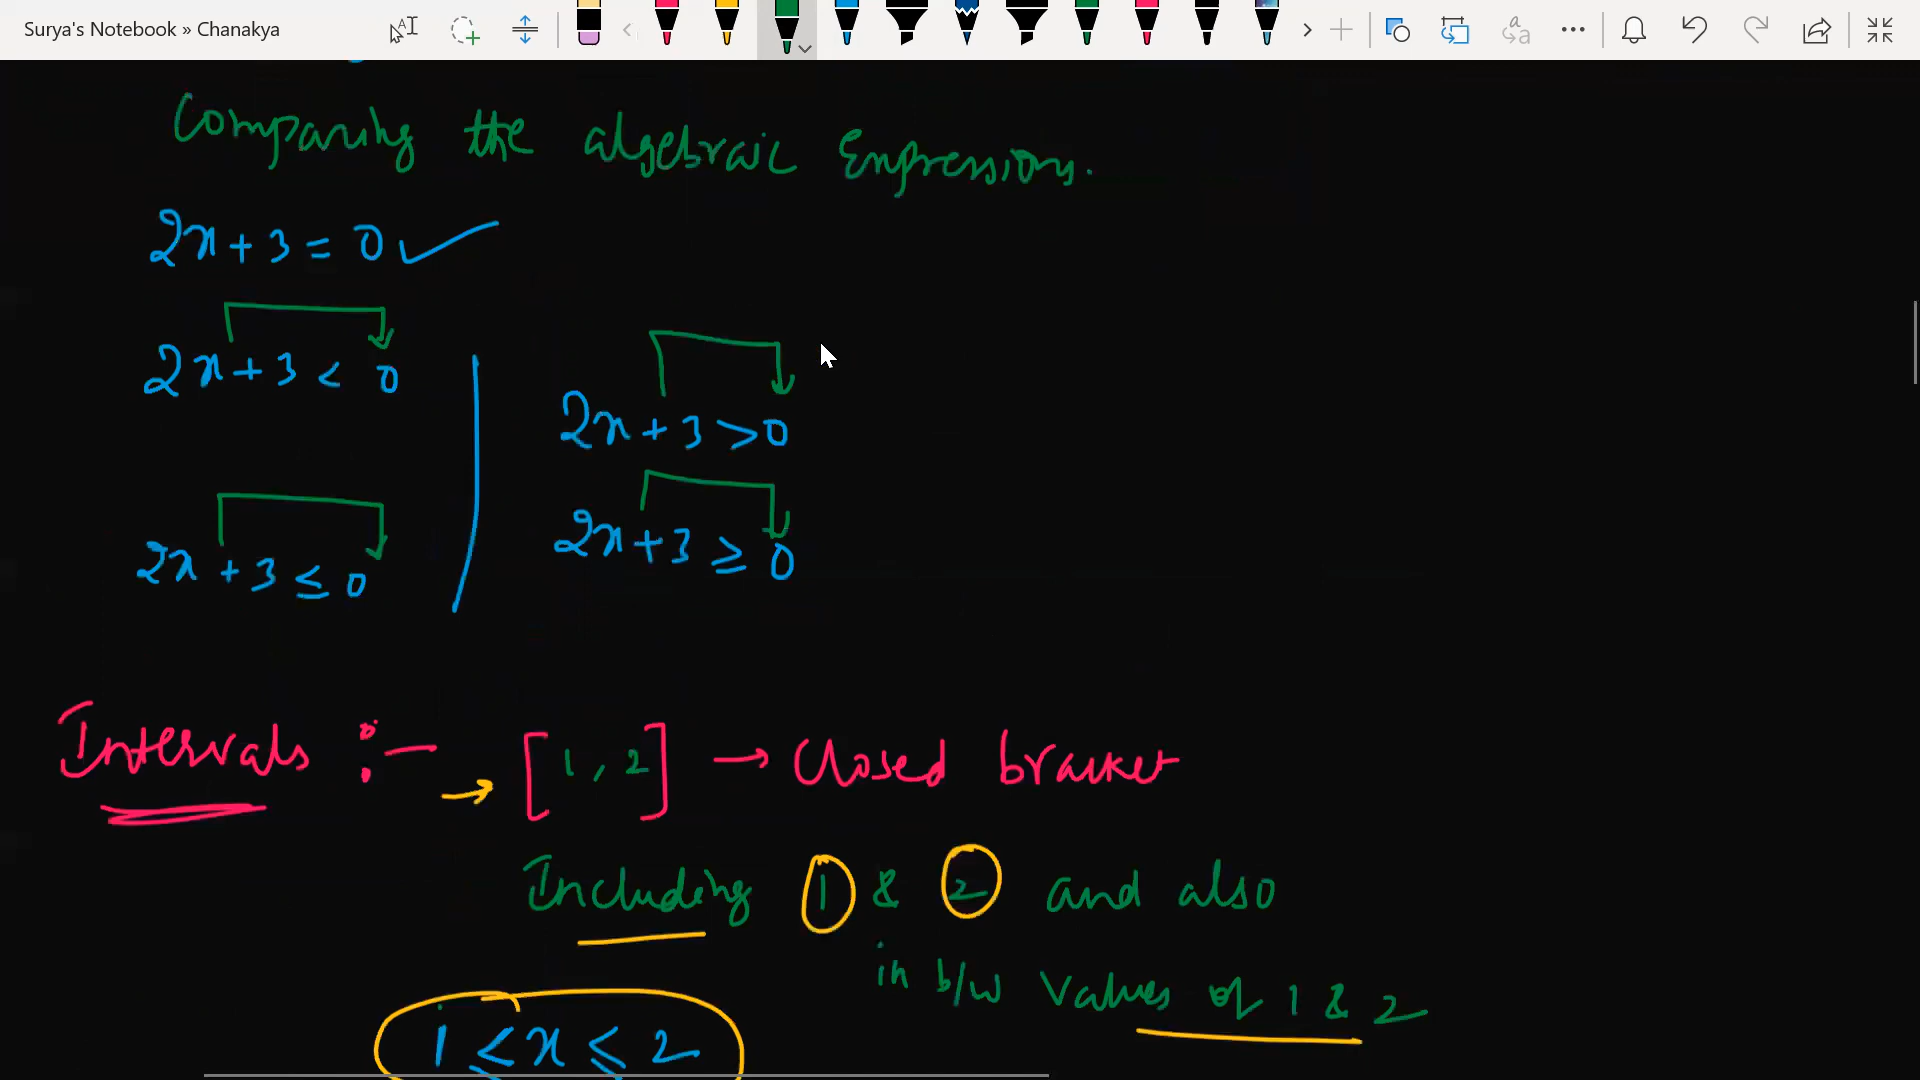 Surya's Notebook » Chanakya
Comparing the algebraic Expressions.
2x+3=0
2x+3<0
2x+3>0
2x+3≤0
2x+3≥0
Intervals :- → [1,2] → Closed bracket
Including 1 & 2 and also
in b/w values of 1 & 2
1≤x≤2